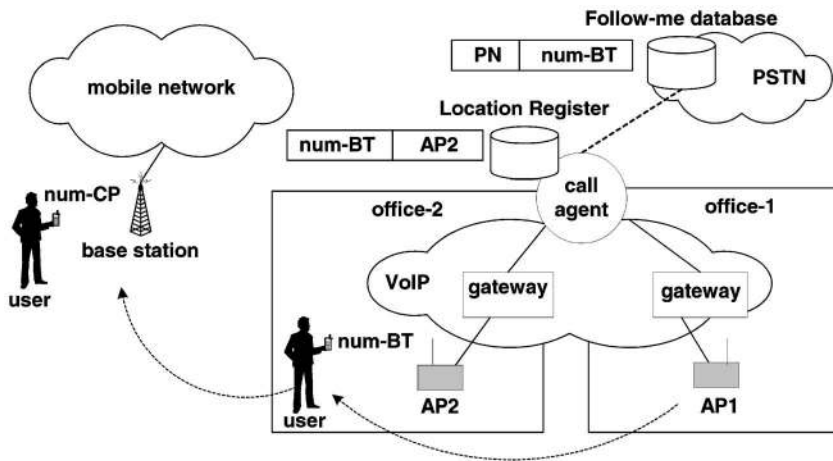 Follow-me database
PN num-BT
PSTN
mobile network
Location Register
num-BT AP2
num-CP
call
agent
office-2
office-1
base station
user
VoIP
gateway
gateway
num-BT
AP2
AP1
user